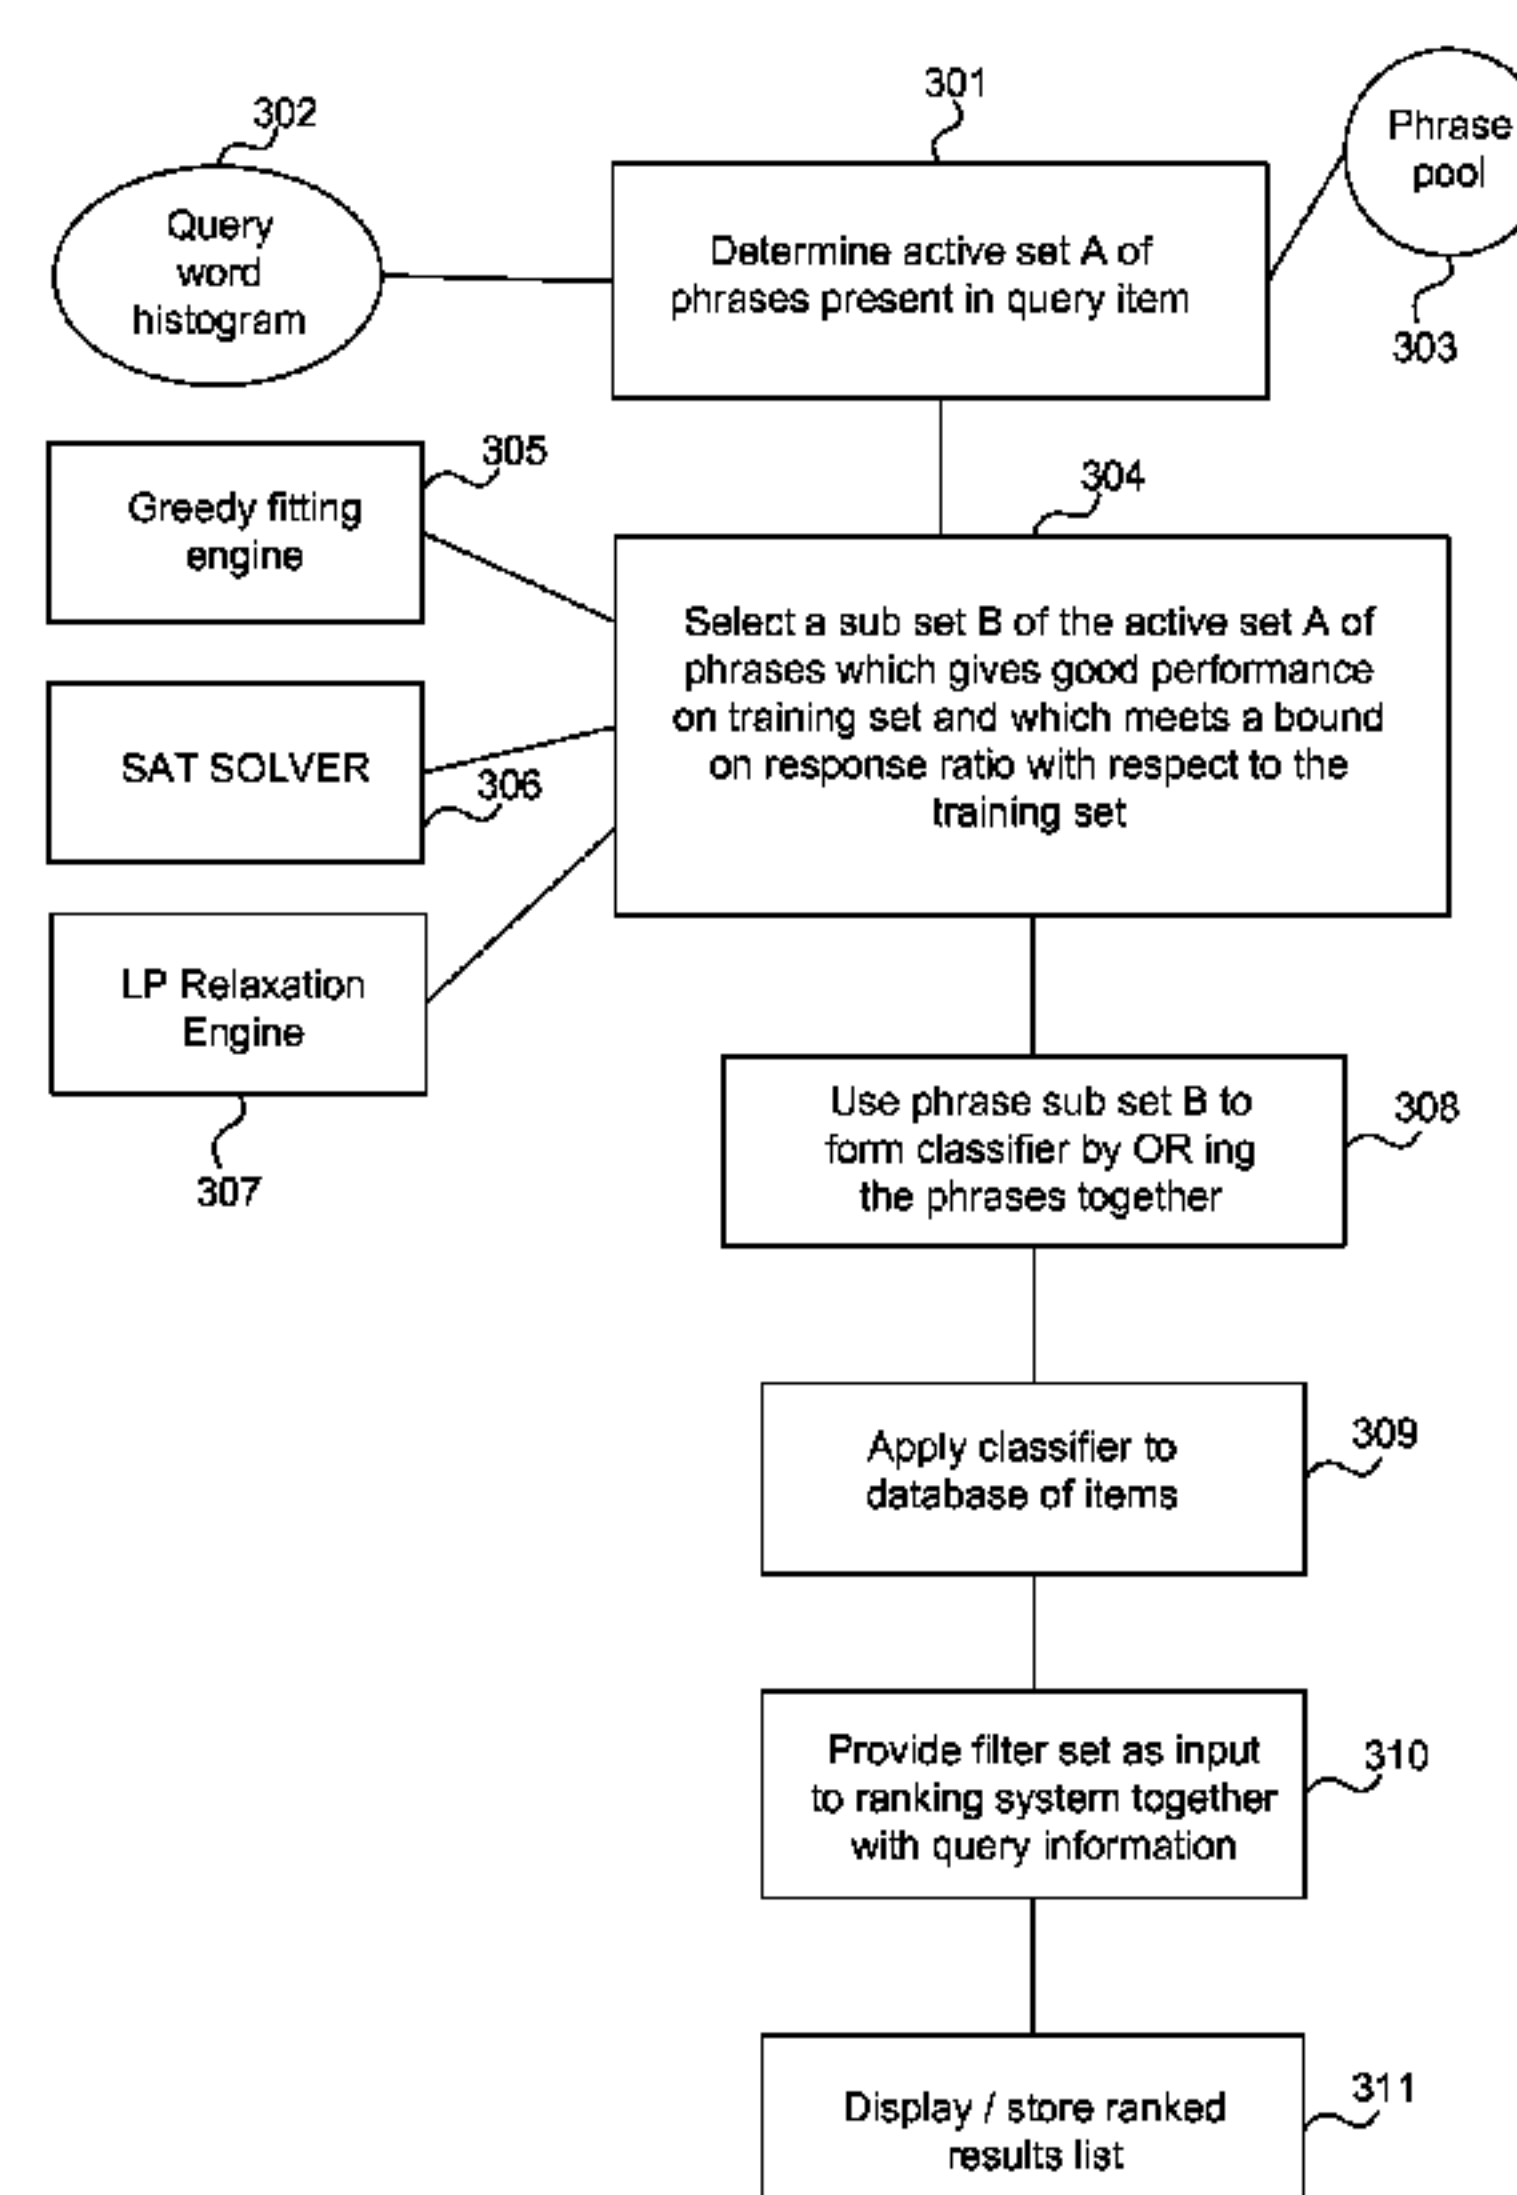 301
302
Phrase
pool
Query
word
histogram
Determine active set A of
phrases present in query item
303
305
304
Greedy fitting
engine
Select a sub set B of the active set A of
phrases which gives good performance
on training set and which meets a bound
on response ratio with respect to the
training set
SAT SOLVER
306
LP Relaxation
Engine
307
Use phrase sub set B to
form classifier by OR ing
the phrases together
308
Apply classifier to
database of items
309
Provide filter set as input
to ranking system together
with query information
310
Display / store ranked
results list
311